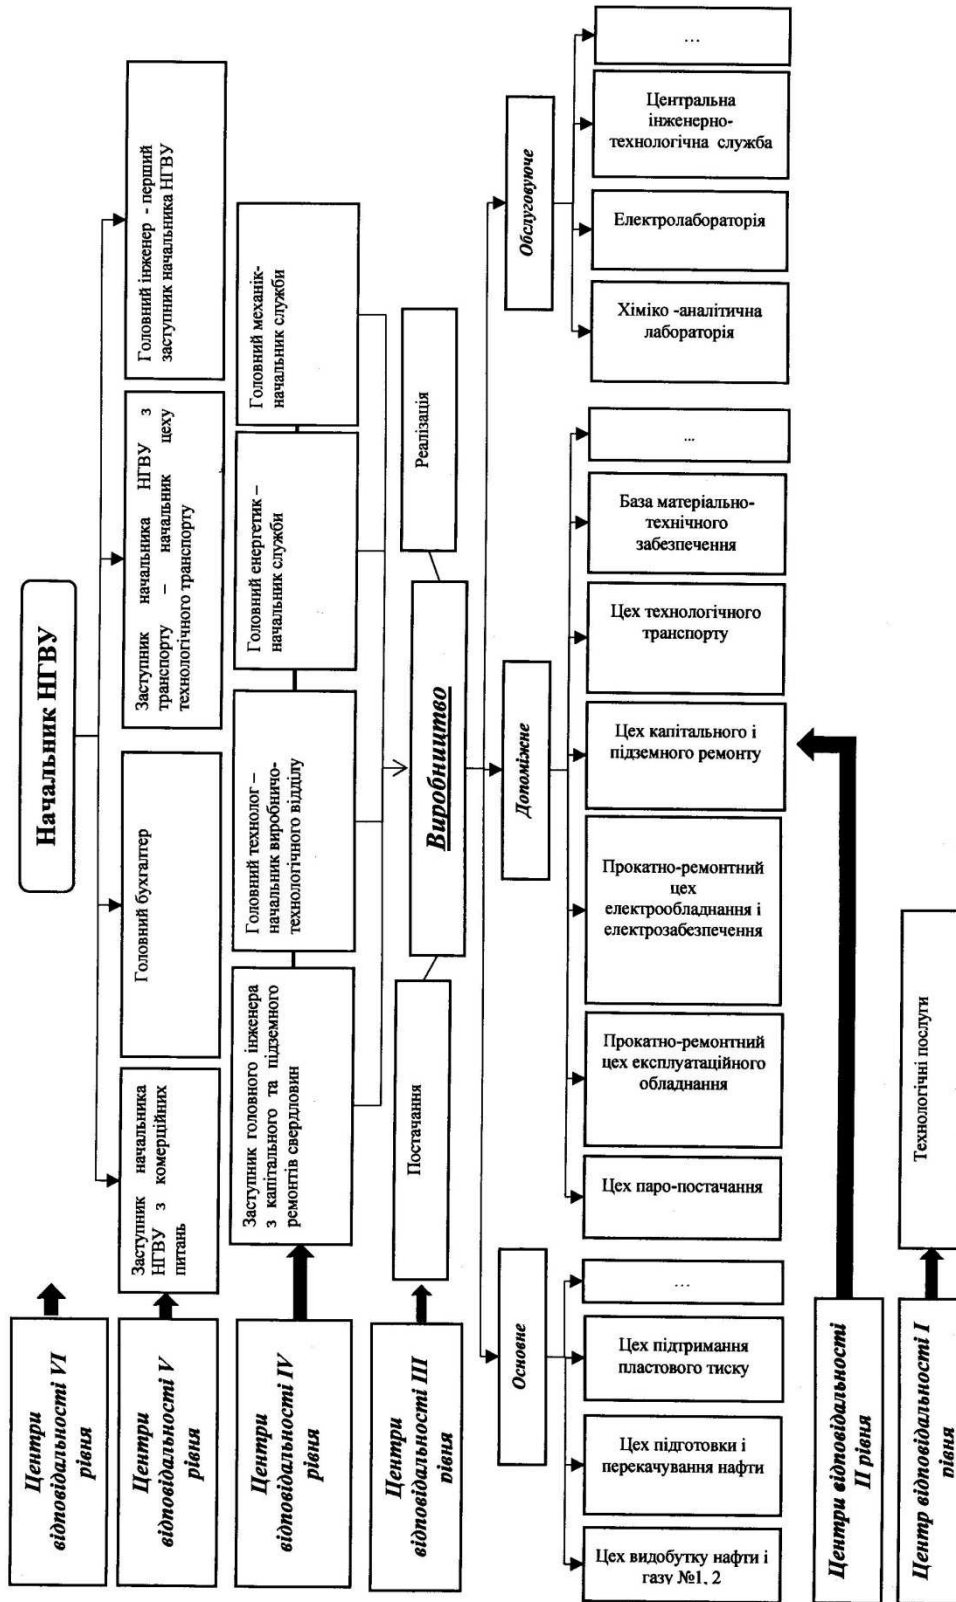 Начальник НГВУ
Центри
відповідальності VI
рівня
Центри
відповідальності V
рівня
Заступник начальника
НГВУ з комерційних
питань
Головний бухгалтер
Заступник начальника НГВУ з
транспорту – начальник цеху
технологічного транспорту
Головний інженер - перший
заступник начальника НГВУ
Центри
відповідальності IV
рівня
Заступник головного інженера
з капітального та підземного
ремонтів свердловин
Головний технолог –
начальник виробничо-
технологічного відділу
Головний енергетик –
начальник служби
Головний механік-
начальник служби
Центри
відповідальності III
рівня
Постачання
Виробництво
Реалізація
Основне
Допоміжне
Обслуговуюче
Цех видобутку нафти і
газу №1, 2
Цех підготовки і
перекачування нафти
Цех підтримання
пластового тиску
…
Цех паро-постачання
Прокатно-ремонтний
цех експлуатаційного
обладнання
Прокатно-ремонтний
цех
електрообладнання і
електрозабезпечення
Цех капітального і
підземного ремонту
Цех технологічного
транспорту
База матеріально-
технічного
забезпечення
...
Хіміко -аналітична
лабораторія
Електролабораторія
Центральна
інженерно-
технологічна служба
…
Центри відповідальності
II рівня
Центр відповідальності I
рівня
Технологічні послуги